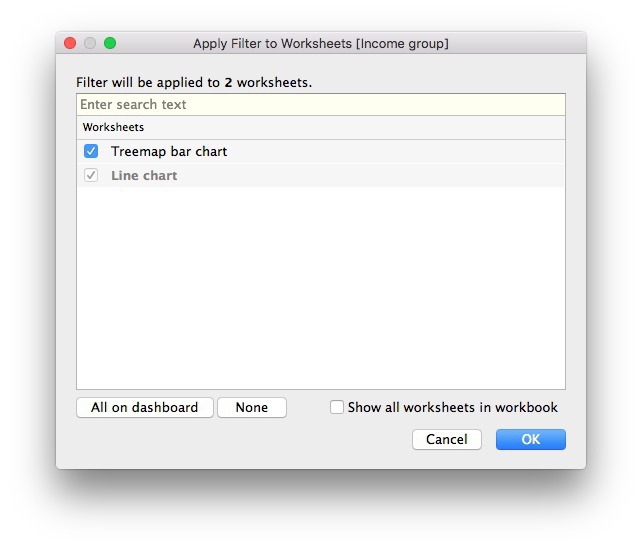 Apply Filter to Worksheets [Income group]
Filter will be applied to 2 worksheets.
Enter search text
Worksheets
Treemap bar chart
Line chart
All on dashboard None Show all worksheets in workbook
Cancel OK